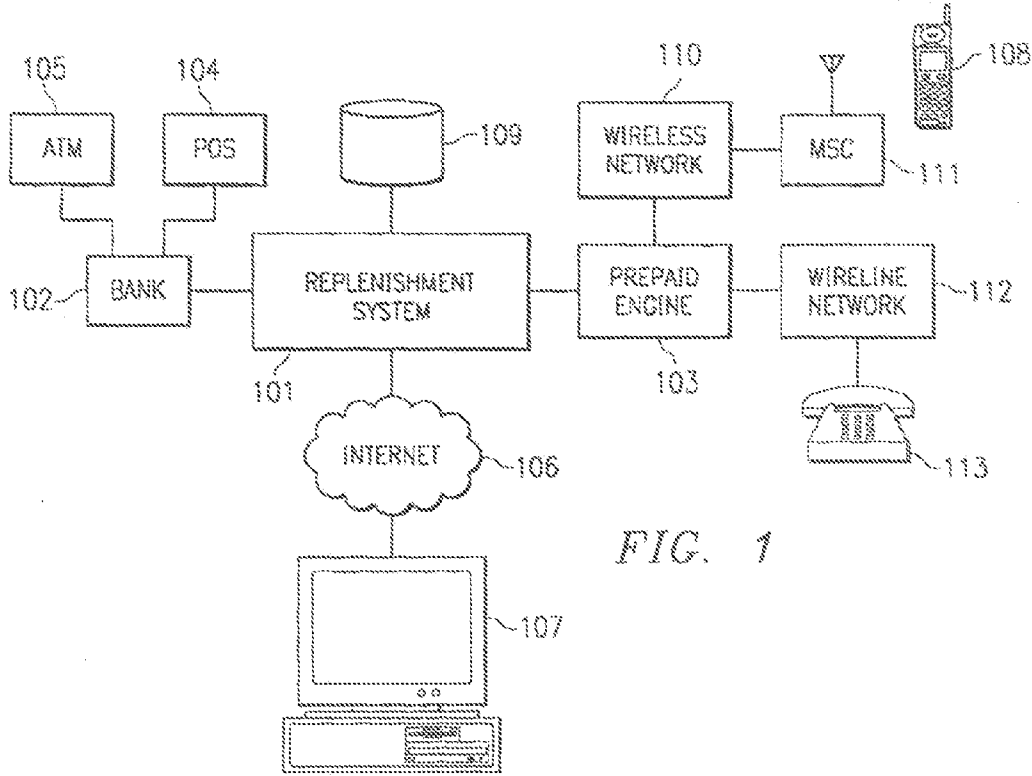 105
104
110
108
ATM
POS
109
WIRELESS
NETWORK
MSC
111
102
BANK
REPLENISHMENT
SYSTEM
PREPAID
ENGINE
WIRELINE
NETWORK
112
101
103
INTERNET
106
113
FIG. 1
107